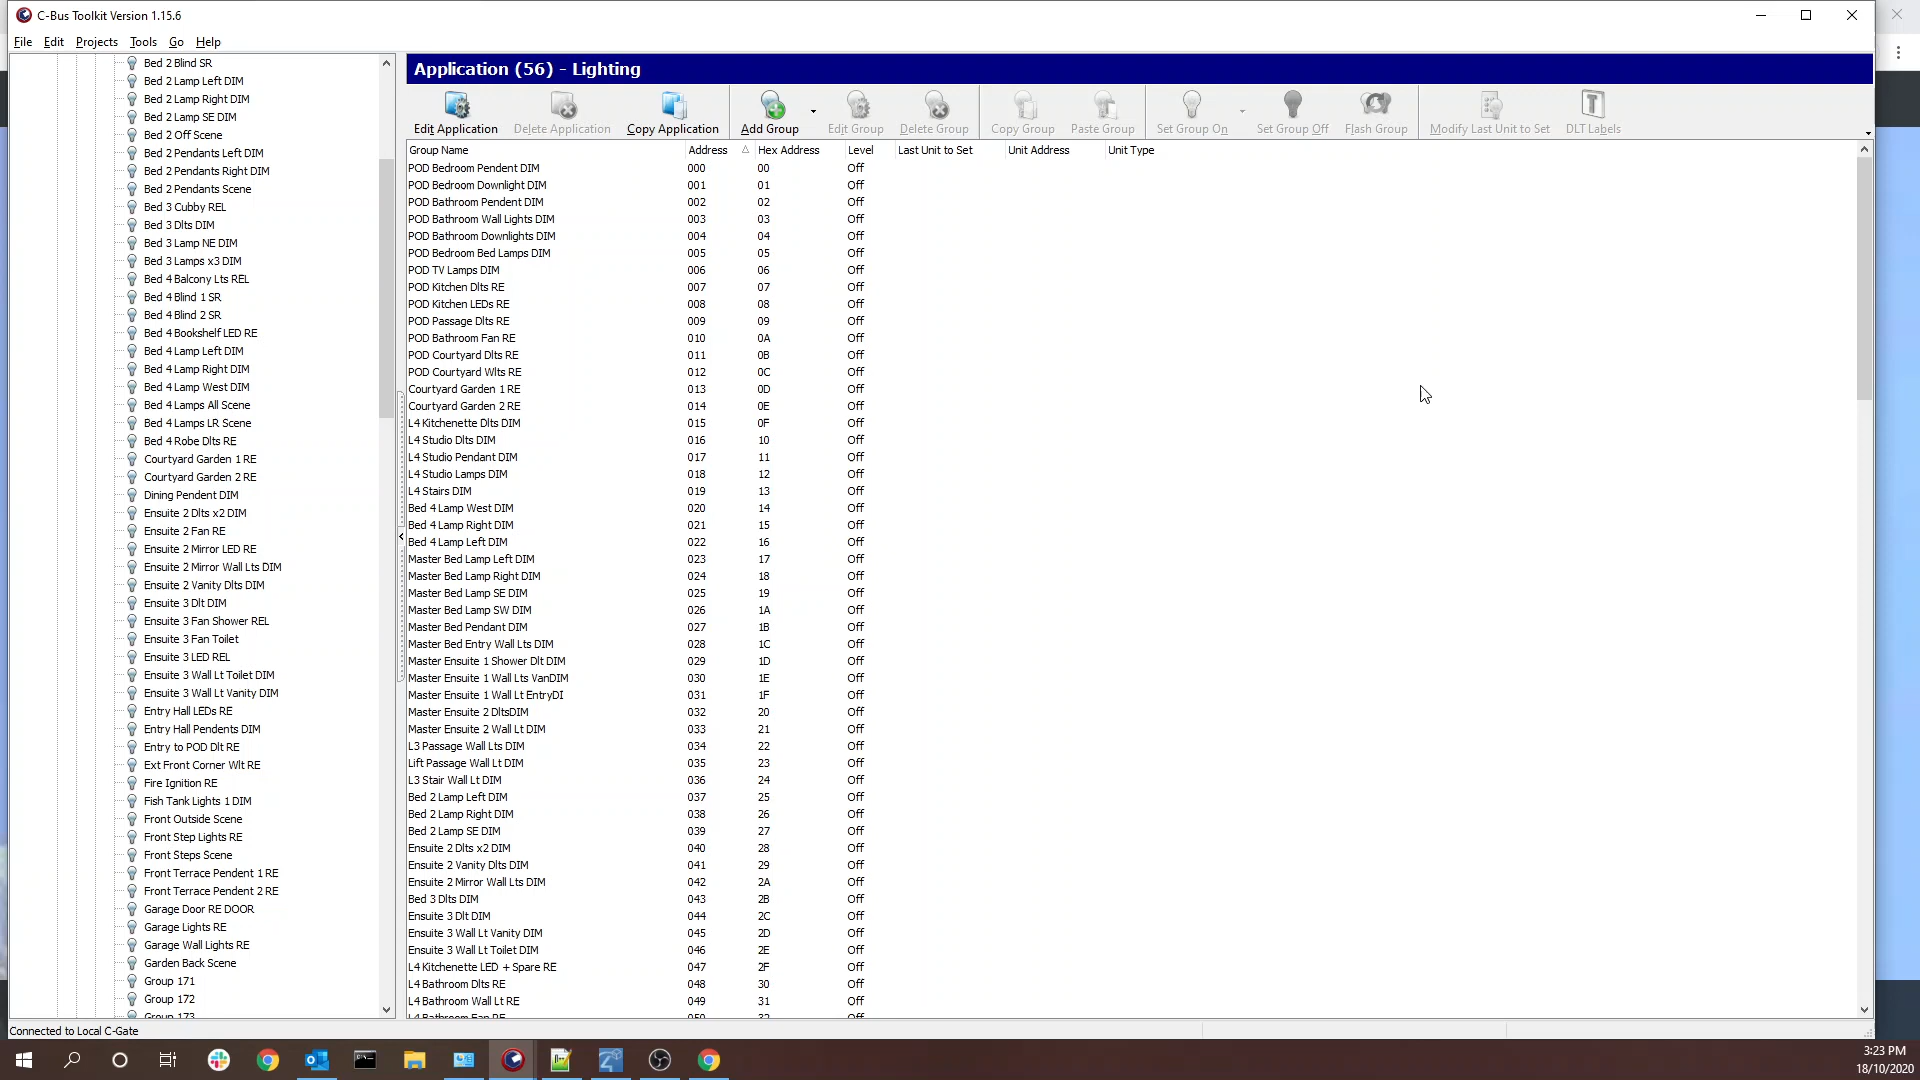 C-Bus Toolkit Version 1.15.6
File Edit Projects Tools Go Help
Bed 2 Blind SR
Bed 2 Lamp Left DIM
Bed 2 Lamp Right DIM
Bed 2 Lamp SE DIM
Bed 2 Off Scene
Bed 2 Pendants Left DIM
Bed 2 Pendants Right DIM
Bed 2 Pendants Scene
Bed 3 Cubby REL
Bed 3 Dlts DIM
Bed 3 Lamp NE DIM
Bed 3 Lamps x3 DIM
Bed 4 Balcony Lts REL
Bed 4 Blind 1 SR
Bed 4 Blind 2 SR
Bed 4 Bookshelf LED RE
Bed 4 Lamp Left DIM
Bed 4 Lamp Right DIM
Bed 4 Lamp West DIM
Bed 4 Lamps All Scene
Bed 4 Lamps LR Scene
Bed 4 Robe Dlts RE
Courtyard Garden 1 RE
Courtyard Garden 2 RE
Dining Pendent DIM
Ensuite 2 Dlts x2 DIM
Ensuite 2 Fan RE
Ensuite 2 Mirror LED RE
Ensuite 2 Mirror Wall Lts DIM
Ensuite 2 Vanity Dlts DIM
Ensuite 3 Dlt DIM
Ensuite 3 Fan Shower REL
Ensuite 3 Fan Toilet
Ensuite 3 LED REL
Ensuite 3 Wall Lt Toilet DIM
Ensuite 3 Wall Lt Vanity DIM
Entry Hall LEDs RE
Entry Hall Pendents DIM
Entry to POD Dlt RE
Ext Front Corner Wlt RE
Fire Ignition RE
Fish Tank Lights 1 DIM
Front Outside Scene
Front Step Lights RE
Front Steps Scene
Front Terrace Pendent 1 RE
Front Terrace Pendent 2 RE
Garage Door RE DOOR
Garage Lights RE
Garage Wall Lights RE
Garden Back Scene
Group 171
Group 172
Group 173
Application (56) - Lighting
Edit Application Delete Application Copy Application Add Group Edit Group Delete Group Copy Group Paste Group Set Group On Set Group Off Flash Group Modify Last Unit to Set DLT Labels
Group Name Address Hex Address Level Last Unit to Set Unit Address Unit Type
POD Bedroom Pendent DIM 000 00 Off
POD Bedroom Downlight DIM 001 01 Off
POD Bathroom Pendent DIM 002 02 Off
POD Bathroom Wall Lights DIM 003 03 Off
POD Bathroom Downlights DIM 004 04 Off
POD Bedroom Bed Lamps DIM 005 05 Off
POD TV Lamps DIM 006 06 Off
POD Kitchen Dlts RE 007 07 Off
POD Kitchen LEDs RE 008 08 Off
POD Passage Dlts RE 009 09 Off
POD Bathroom Fan RE 010 0A Off
POD Courtyard Dlts RE 011 0B Off
POD Courtyard Wlts RE 012 0C Off
Courtyard Garden 1 RE 013 0D Off
Courtyard Garden 2 RE 014 0E Off
L4 Kitchenette Dlts DIM 015 0F Off
L4 Studio Dlts DIM 016 10 Off
L4 Studio Pendant DIM 017 11 Off
L4 Studio Lamps DIM 018 12 Off
L4 Stairs DIM 019 13 Off
Bed 4 Lamp West DIM 020 14 Off
Bed 4 Lamp Right DIM 021 15 Off
Bed 4 Lamp Left DIM 022 16 Off
Master Bed Lamp Left DIM 023 17 Off
Master Bed Lamp Right DIM 024 18 Off
Master Bed Lamp SE DIM 025 19 Off
Master Bed Lamp SW DIM 026 1A Off
Master Bed Pendant DIM 027 1B Off
Master Bed Entry Wall Lts DIM 028 1C Off
Master Ensuite 1 Shower Dlt DIM 029 1D Off
Master Ensuite 1 Wall Lts VanDIM 030 1E Off
Master Ensuite 1 Wall Lt EntryDI 031 1F Off
Master Ensuite 2 DltsDIM 032 20 Off
Master Ensuite 2 Wall Lt DIM 033 21 Off
L3 Passage Wall Lts DIM 034 22 Off
Lift Passage Wall Lt DIM 035 23 Off
L3 Stair Wall Lt DIM 036 24 Off
Bed 2 Lamp Left DIM 037 25 Off
Bed 2 Lamp Right DIM 038 26 Off
Bed 2 Lamp SE DIM 039 27 Off
Ensuite 2 Dlts x2 DIM 040 28 Off
Ensuite 2 Vanity Dlts DIM 041 29 Off
Ensuite 2 Mirror Wall Lts DIM 042 2A Off
Bed 3 Dlts DIM 043 2B Off
Ensuite 3 Dlt DIM 044 2C Off
Ensuite 3 Wall Lt Vanity DIM 045 2D Off
Ensuite 3 Wall Lt Toilet DIM 046 2E Off
L4 Kitchenette LED + Spare RE 047 2F Off
L4 Bathroom Dlts RE 048 30 Off
L4 Bathroom Wall Lt RE 049 31 Off
L4 Bathroom Fan RE 050 32 Off
Connected to Local C-Gate
3:23 PM
18/10/2020